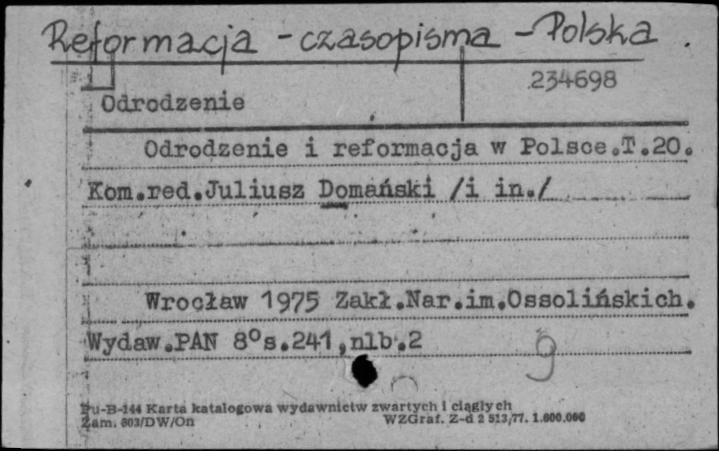 Reformacja - czasopisma - Polska.
234698
Odrodzenie
Odrodzenie i reformacja w Polsce.T.20.
Kom.red.Juliusz Domański /i in./
Wrocław 1975 Zakł.Nar.im.Ossolińskich.
Wydaw.PAN 8°s.241,nlb.2
9
Pu-B-144 Karta katalogowa wydawnictw zwartych i ciągłych
Zam. 603/DW/On WZGraf. Z-d 2 513/77. 1.600.000